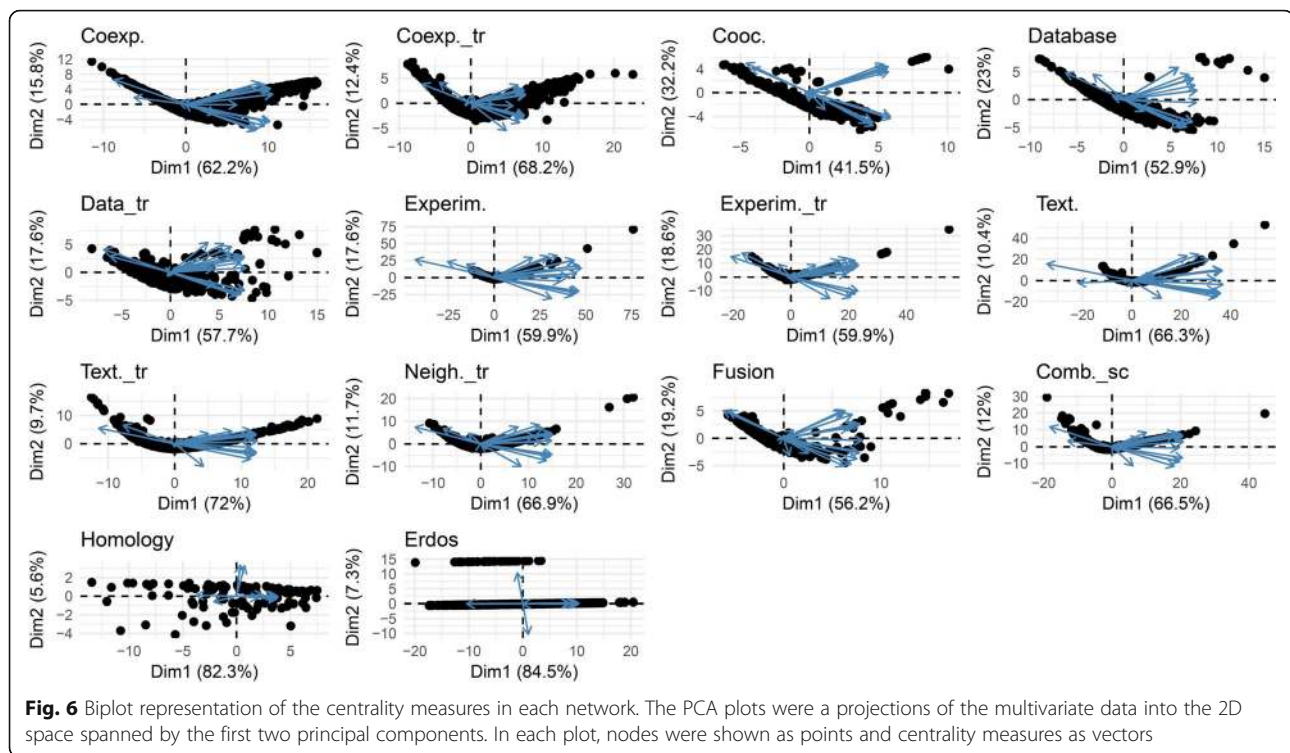 Coexp.
Dim2 (15.8%)
12
8
4
0
−4
−10
0
10
Dim1 (62.2%)
Coexp._tr
Dim2 (12.4%)
5
0
−5
−10
0
10
20
Dim1 (68.2%)
Cooc.
Dim2 (32.2%)
4
0
−4
−5
0
5
10
Dim1 (41.5%)
Database
Dim2 (23%)
5
0
−5
−10
−5
0
5
10
15
Dim1 (52.9%)
Data_tr
Dim2 (17.6%)
5
0
−5
−5
0
5
10
15
Dim1 (57.7%)
Experim.
Dim2 (17.6%)
75
50
25
0
−25
−25
0
25
50
75
Dim1 (59.9%)
Experim._tr
Dim2 (18.6%)
30
20
10
0
−10
−20
0
20
40
Dim1 (59.9%)
Text.
Dim2 (10.4%)
40
20
0
−20
−20
0
20
40
Dim1 (66.3%)
Text._tr
Dim2 (9.7%)
10
5
0
−10
0
10
20
Dim1 (72%)
Neigh._tr
Dim2 (11.7%)
20
10
0
−10
−10
0
10
20
30
Dim1 (66.9%)
Fusion
Dim2 (19.2%)
5
0
−5
0
10
Dim1 (56.2%)
Comb._sc
Dim2 (12%)
30
20
10
0
−10
−20
0
20
40
Dim1 (66.5%)
Homology
Dim2 (5.6%)
2
0
−2
−4
−10
−5
0
5
Dim1 (82.3%)
Erdos
Dim2 (7.3%)
15
10
5
0
−5
−10
−20
−10
0
10
20
Dim1 (84.5%)
Fig. 6 Biplot representation of the centrality measures in each network. The PCA plots were a projections of the multivariate data into the 2D
space spanned by the first two principal components. In each plot, nodes were shown as points and centrality measures as vectors